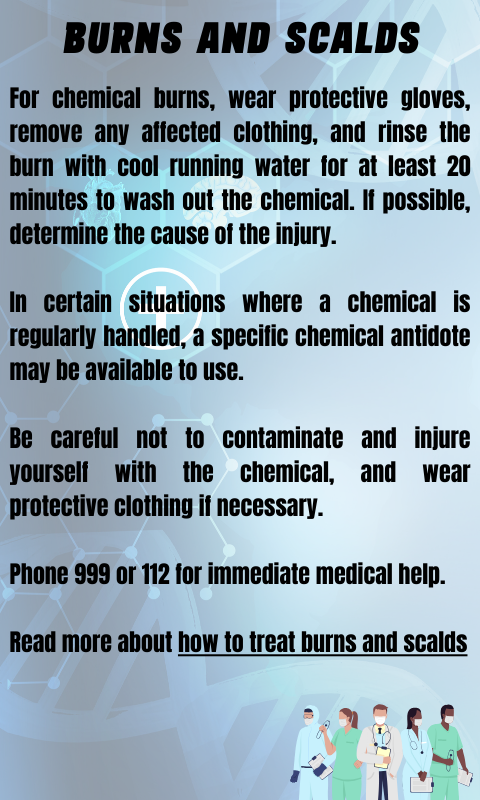 BURNS AND SCALDS
For chemical burns, wear protective gloves,
remove any affected clothing, and rinse the
burn with cool running water for at least 20
minutes to wash out the chemical. If possible,
determine the cause of the injury.
In certain situations where a chemical is
regularly handled, a specific chemical antidote
may be available to use.
Be careful not to contaminate and injure
yourself with the chemical, and wear
protective clothing if necessary.
Phone 999 or 112 for immediate medical help.
Read more about how to treat burns and scalds